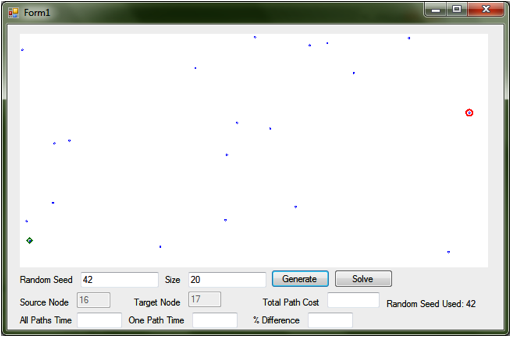 Form1
Random Seed 42 Size 20 Generate Solve
Source Node 16 Target Node 17 Total Path Cost Random Seed Used: 42
All Paths Time One Path Time % Difference